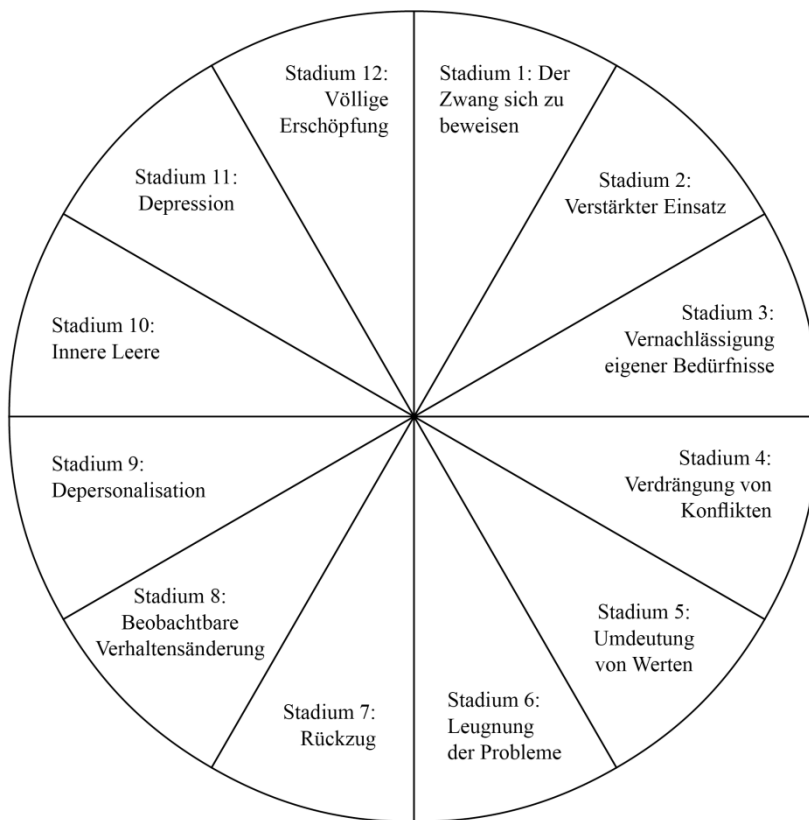 Stadium 1: Der
Zwang sich zu
beweisen
Stadium 2:
Verstärkter Einsatz
Stadium 3:
Vernachlässigung
eigener Bedürfnisse
Stadium 4:
Verdrängung von
Konflikten
Stadium 5:
Umdeutung
von Werten
Stadium 6:
Leugnung
der Probleme
Stadium 7:
Rückzug
Stadium 8:
Beobachtbare
Verhaltensänderung
Stadium 9:
Depersonalisation
Stadium 10:
Innere Leere
Stadium 11:
Depression
Stadium 12:
Völlige
Erschöpfung